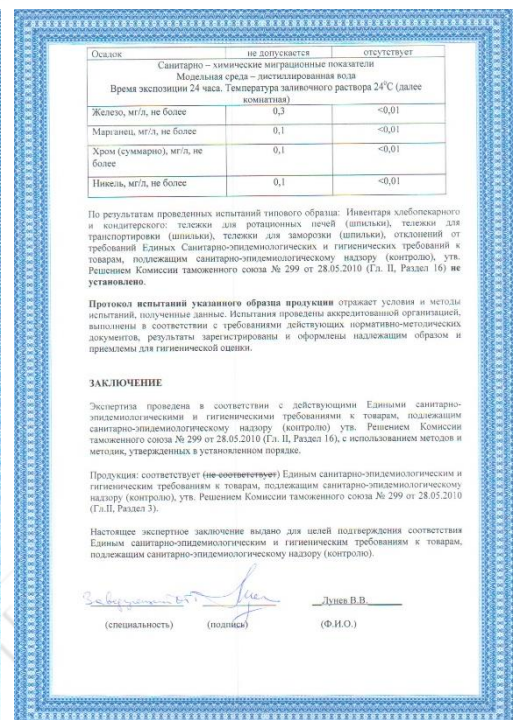 Осадок не допускается отсутствует
Санитарно – химические миграционные показатели
Модельная среда – дистиллированная вода
Время экспозиции 24 часа. Температура заливочного раствора 24⁰С (далее
комнатная)
Железо, мг/л, не более 0,3 <0,01
Марганец, мг/л, не более 0,1 <0,01
Хром (суммарно), мг/л, не
более 0,1 <0,01
Никель, мг/л, не более 0,1 <0,01
По результатам проведенных испытаний типового образца: Инвентаря хлебопекарного
и кондитерского: тележки для ротационных печей (шпильки), тележки для
транспортировки (шпильки), тележки для заморозки (шпильки), отклонений от
требований Единых Санитарно-эпидемиологических и гигиенических требований к
товарам, подлежащим санитарно-эпидемиологическому надзору (контролю), утв.
Решением Комиссии таможенного союза № 299 от 28.05.2010 (Гл. II, Раздел 16) не
установлено.
Протокол испытаний указанного образца продукции отражает условия и методы
испытаний, полученные данные. Испытания проведены аккредитованной организацией,
выполнены в соответствии с требованиями действующих нормативно-методических
документов, результаты зарегистрированы и оформлены надлежащим образом и
приемлемы для гигиенической оценки.
ЗАКЛЮЧЕНИЕ
Экспертиза проведена в соответствии с действующими Едиными санитарно-
эпидемиологическими и гигиеническими требованиями к товарам, подлежащим
санитарно-эпидемиологическому надзору (контролю) утв. Решением Комиссии
таможенного союза № 299 от 28.05.2010 (Гл. II, Раздел 16), с использованием методов и
методик, утвержденных в установленном порядке.
Продукция: соответствует (не соответствует) Единым санитарно-эпидемиологическим и
гигиеническим требованиям к товарам, подлежащим санитарно-эпидемиологическому
надзору (контролю), утв. Решением Комиссии таможенного союза № 299 от 28.05.2010
(Гл.II, Раздел 3).
Настоящее экспертное заключение выдано для целей подтверждения соответствия
Единым санитарно-эпидемиологическим и гигиеническим требованиям к товарам,
подлежащим санитарно-эпидемиологическому надзору (контролю).
Лунев В.В.
(специальность) (подпись) (Ф.И.О.)